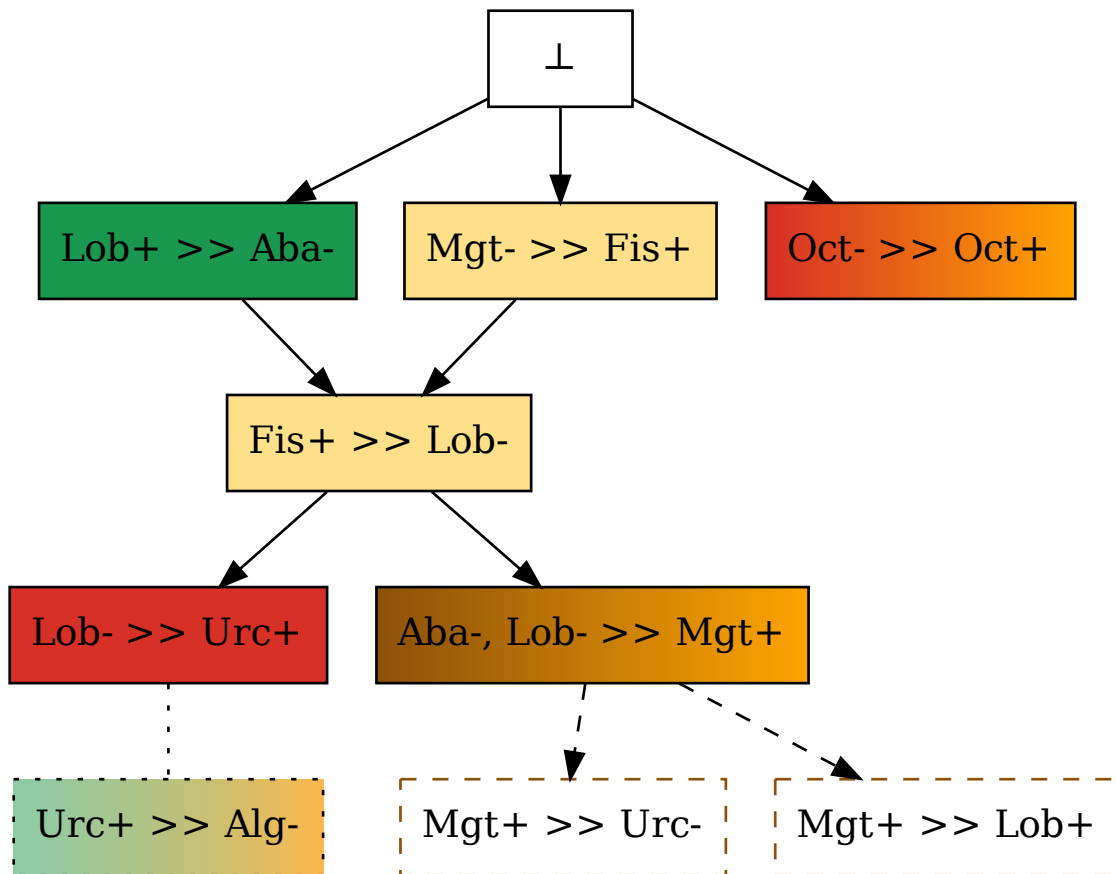 ⊥
Lob+ >> Aba-
Mgt- >> Fis+
Oct- >> Oct+
Fis+ >> Lob-
Lob- >> Urc+
Aba-, Lob- >> Mgt+
Urc+ >> Alg-
Mgt+ >> Urc-
Mgt+ >> Lob+